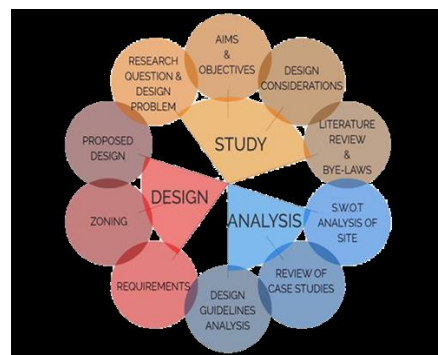 AIMS
&
OBJECTIVES
RESEARCH
QUESTION &
DESIGN
PROBLEM
DESIGN
CONSIDERATIONS
STUDY
LITERATURE
REVIEW
&
BYE-LAWS
PROPOSED
DESIGN
DESIGN
ANALYSIS
S.W.O.T
ANALYSIS OF
SITE
ZONING
REQUIREMENTS
DESIGN
GUIDELINES
ANALYSIS
REVIEW OF
CASE STUDIES